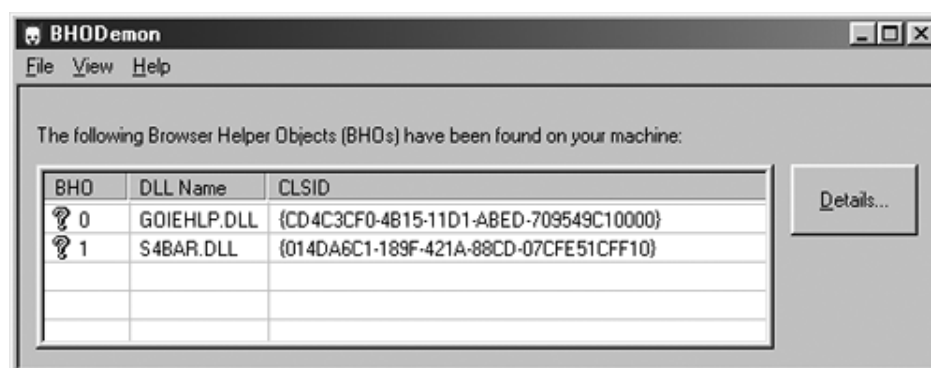 BHODemon
File View Help
The following Browser Helper Objects (BHOs) have been found on your machine:
BHO DLL Name CLSID
0 GOIEHLP.DLL {CD4C3CF0-4B15-11D1-ABED-709549C10000}
1 S4BAR.DLL {014DA6C1-189F-421A-88CD-07CFE51CFF10}
Details...